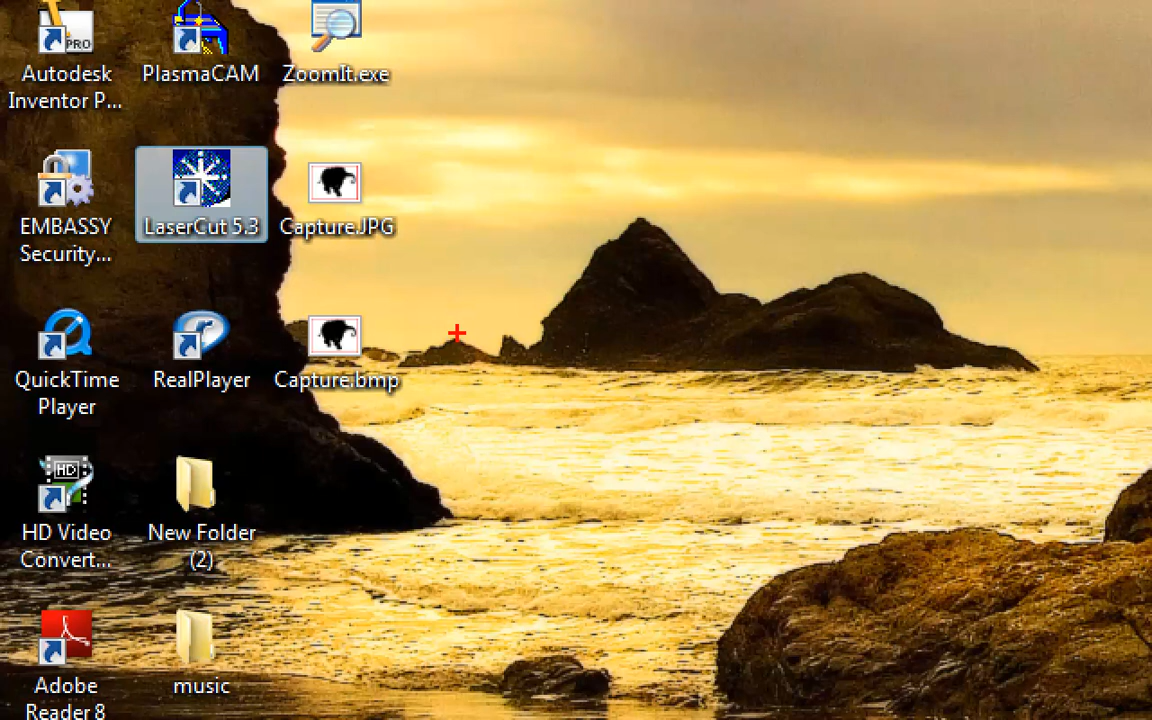 PRO
Autodesk
Inventor P...
PlasmaCAM
ZoomIt.exe
EMBASSY
Security...
LaserCut 5.3
Capture.JPG
QuickTime
Player
RealPlayer
Capture.bmp
HD
HD Video
Convert...
New Folder
(2)
Adobe
Reader 8
music